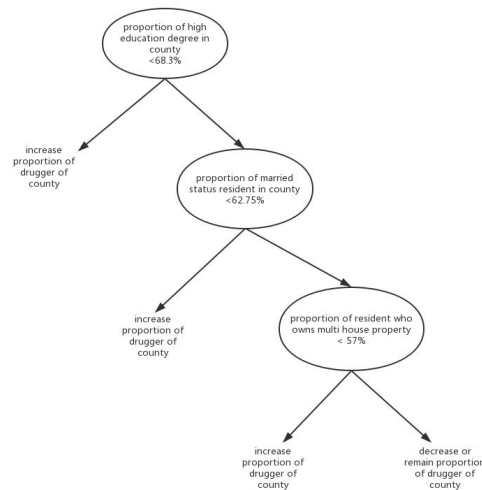 proportion of high
education degree in
county
<68.3%
increase
proportion of
drugger of
county
proportion of married
status resident in county
<62.75%
increase
proportion of
drugger of
county
proportion of resident who
owns multi house property
< 57%
increase
proportion of
drugger of
county
decrease or
remain proportion
of drugger of
county